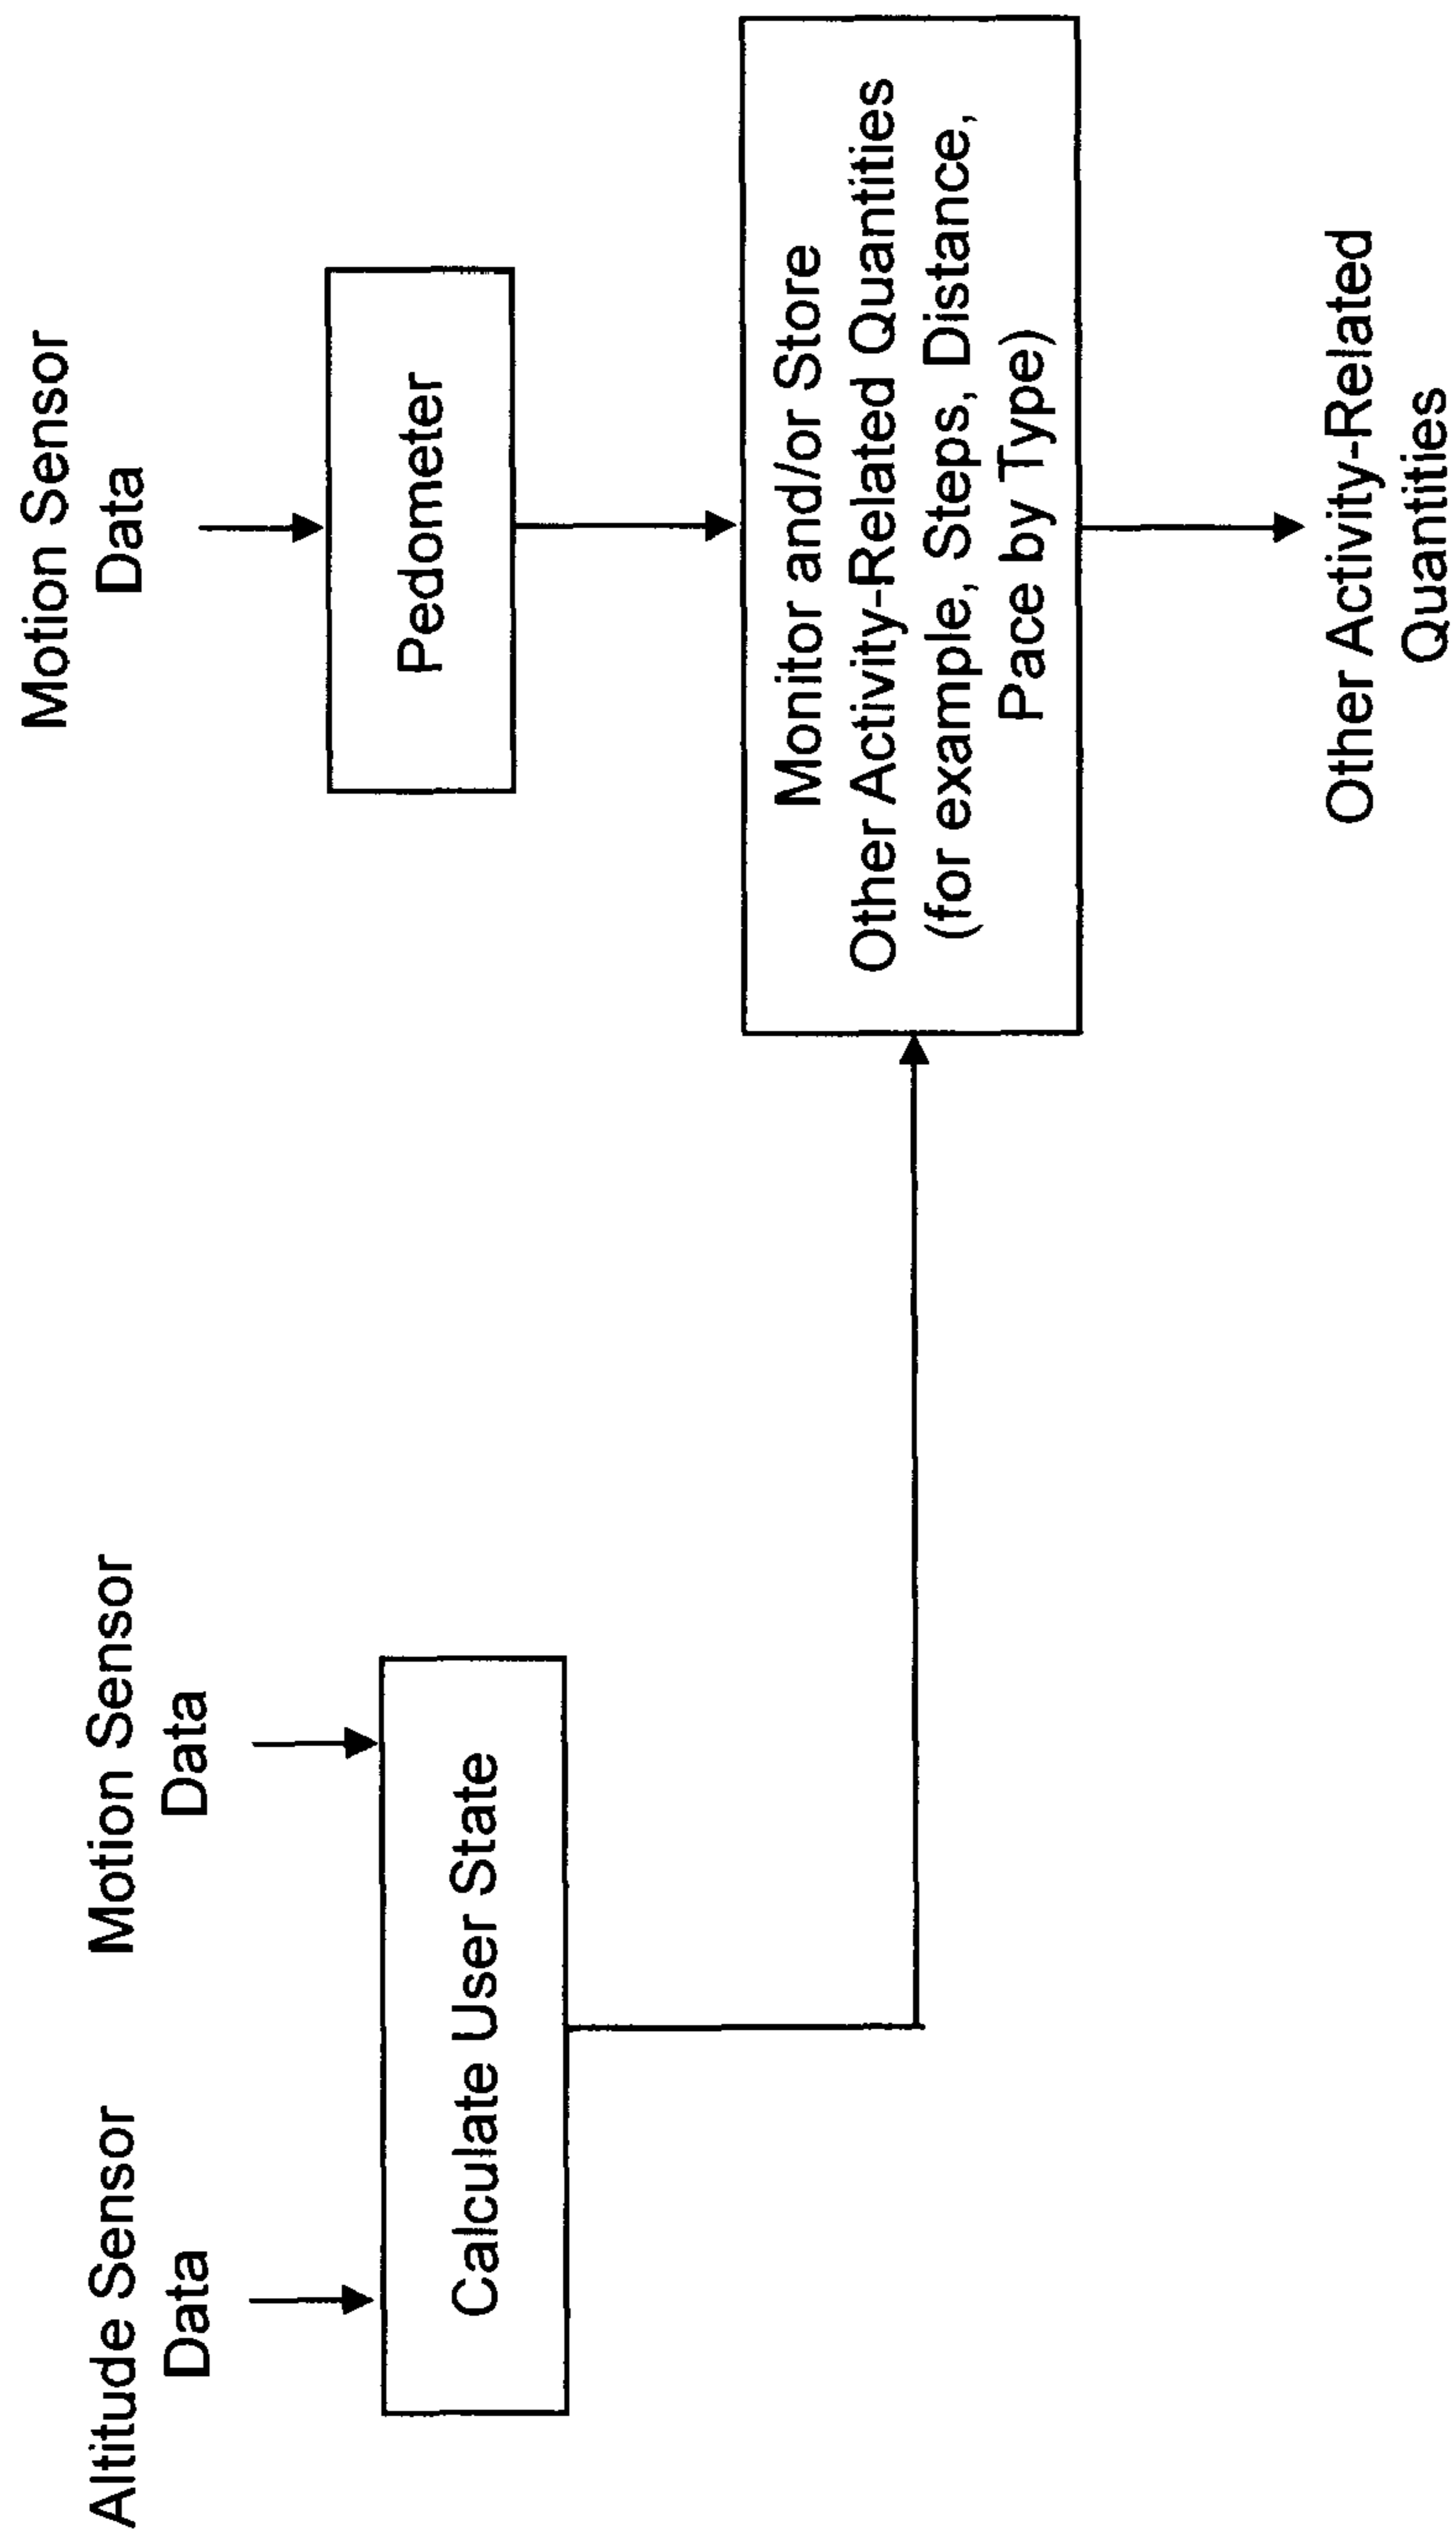 Altitude Sensor
Data
Motion Sensor
Data
Calculate User State
Motion Sensor
Data
Pedometer
Monitor and/or Store
Other Activity-Related Quantities
(for example, Steps, Distance,
Pace by Type)
Other Activity-Related
Quantities